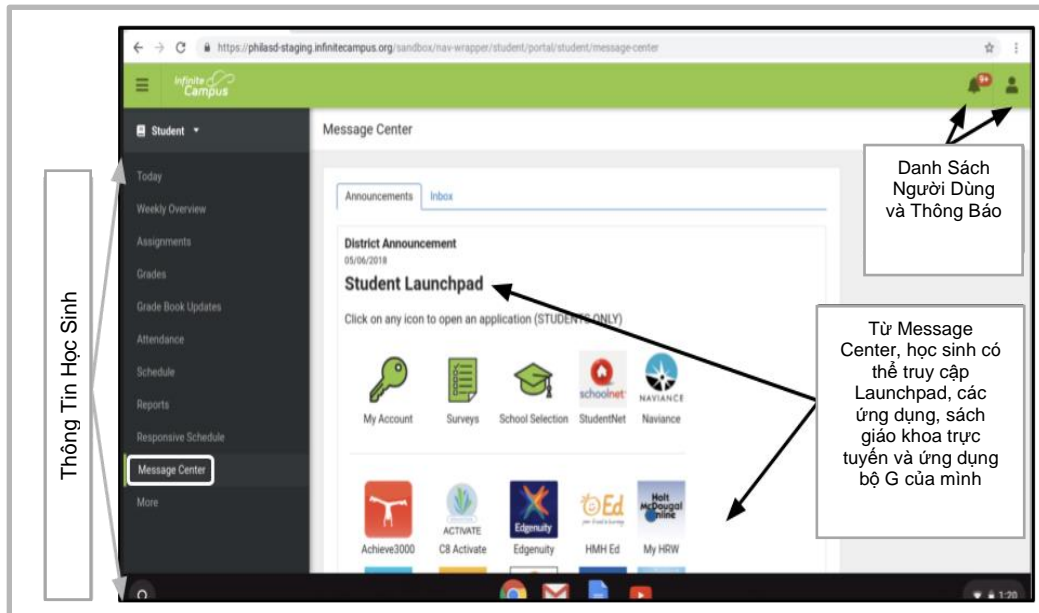 https://philasd-staging.infinitecampus.org/sandbox/nav-wrapper/student/portal/student/message-center
Infinite
Campus
9+
Student
Message Center
Today
Weekly Overview
Assignments
Grades
Grade Book Updates
Attendance
Schedule
Reports
Responsive Schedule
Message Center
More
Announcements
Inbox
District Announcement
05/06/2018
Student Launchpad
Click on any icon to open an application (STUDENTS ONLY)
schoolnet
NAVIANCE
My Account
Surveys
School Selection
StudentNet
Naviance
ACTIVATE
Edgenuity
Ed
Holt
McDougal
Online
Achieve3000
C8 Activate
Edgenuity
HMH Ed
My HRW
1:20
Thông Tin Học Sinh
Danh Sách
Người Dùng
và Thông Báo
Từ Message
Center, học sinh có
thể truy cập
Launchpad, các
ứng dụng, sách
giáo khoa trực
tuyến và ứng dụng
bộ G của mình